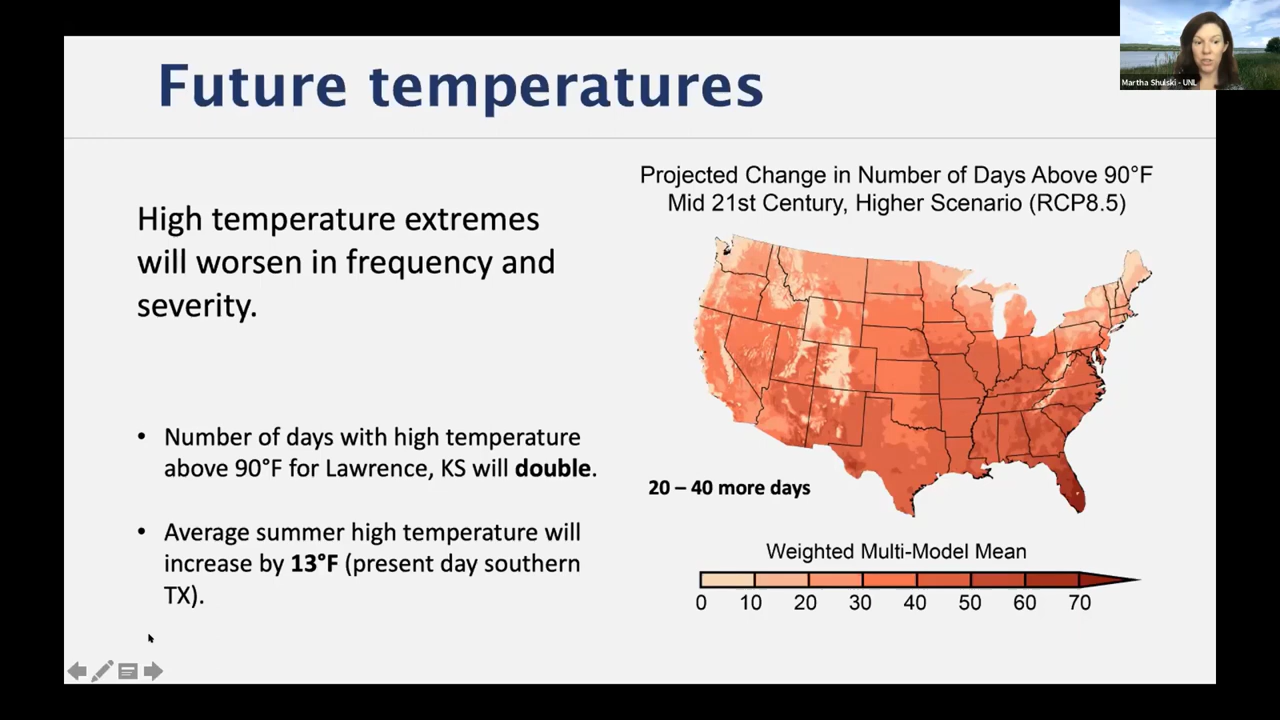 Future temperatures
Martha Shulski - UNL
High temperature extremes
will worsen in frequency and
severity.
• Number of days with high temperature
above 90°F for Lawrence, KS will double.
• Average summer high temperature will
increase by 13°F (present day southern
TX).
Projected Change in Number of Days Above 90°F
Mid 21st Century, Higher Scenario (RCP8.5)
20 – 40 more days
Weighted Multi-Model Mean
0 10 20 30 40 50 60 70